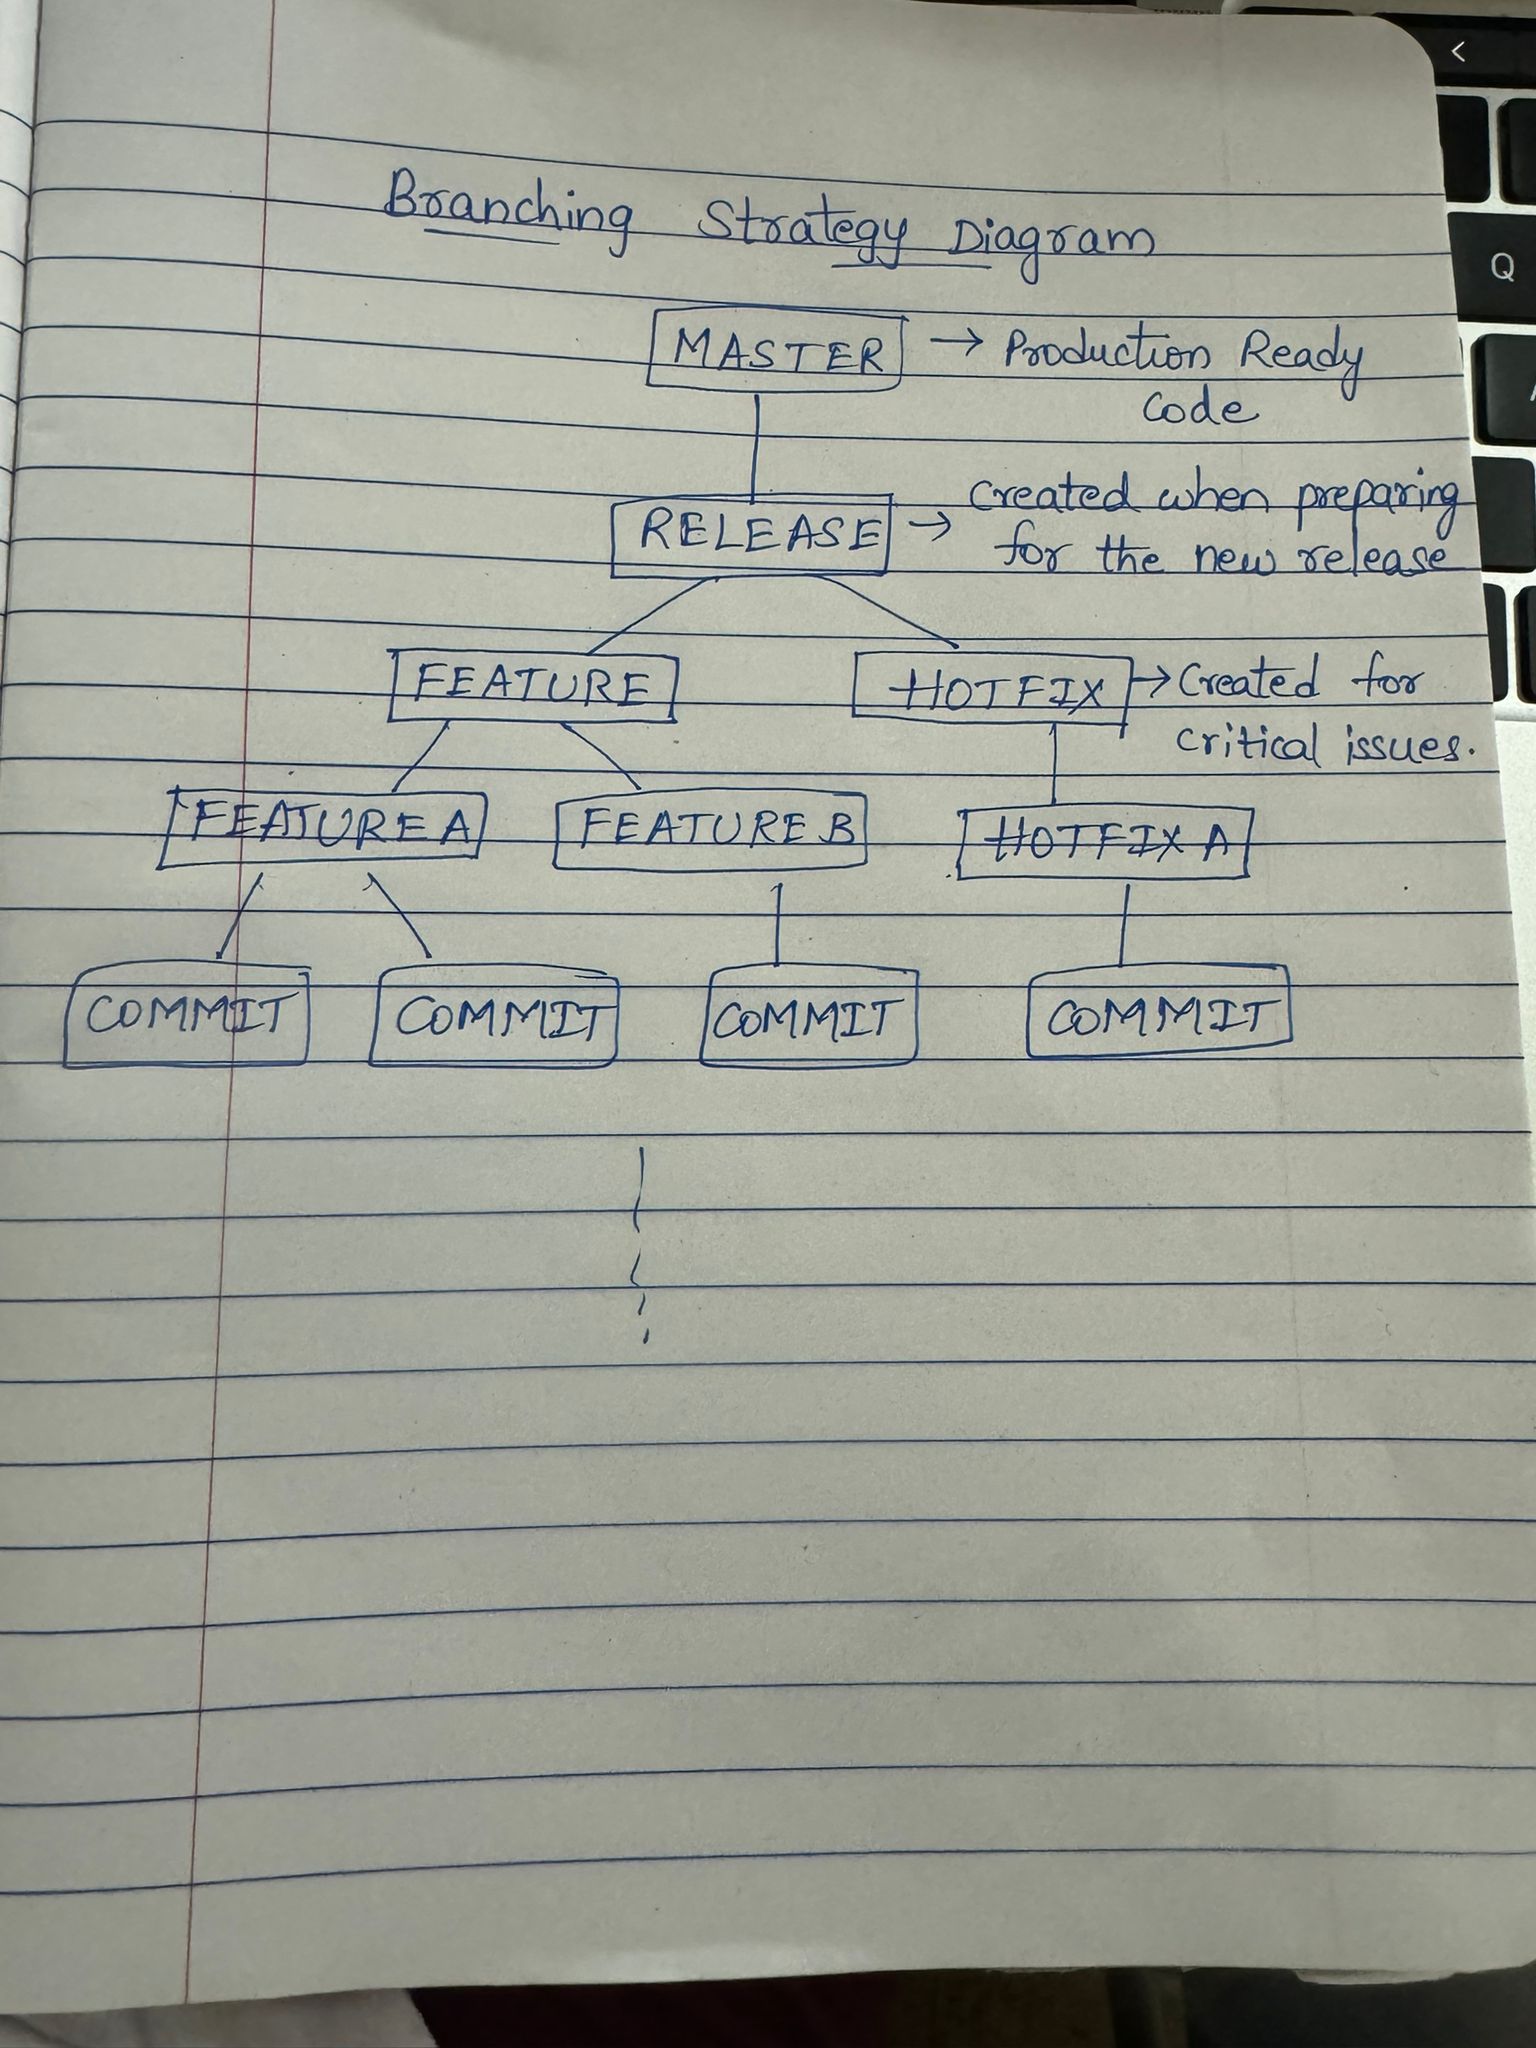 Branching Strategy Diagram
MASTER → Production Ready
Code
RELEASE → Created when preparing
for the new release
FEATURE HOTFIX → Created for
critical issues.
FEATURE A FEATURE B HOTFIX A
COMMIT COMMIT COMMIT COMMIT
<
Q